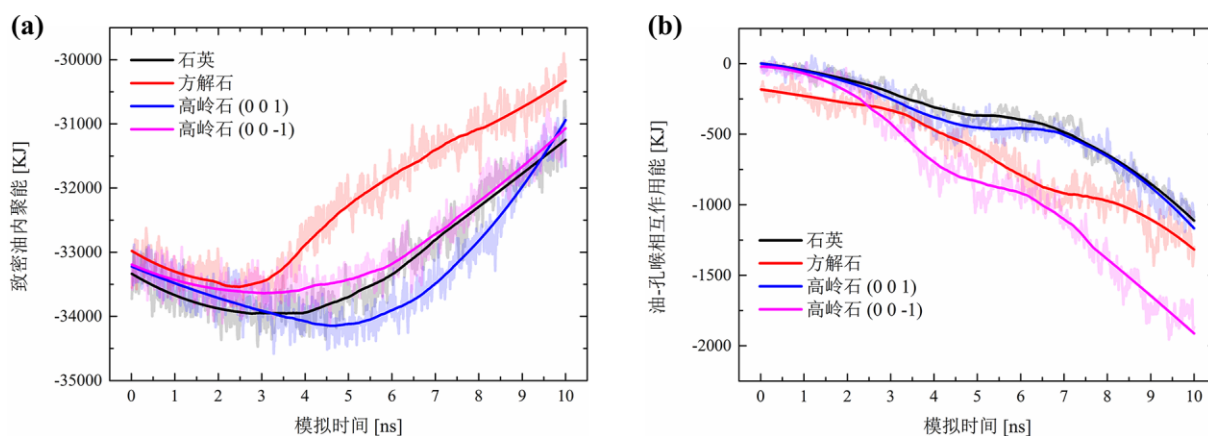 (a)
致密油内聚能 [KJ]
-30000
-31000
-32000
-33000
-34000
-35000
石英
方解石
高岭石 (0 0 1)
高岭石 (0 0 -1)
0 1 2 3 4 5 6 7 8 9 10
模拟时间 [ns]
(b)
油-孔喉相互作用能 [KJ]
0
-500
-1000
-1500
-2000
石英
方解石
高岭石 (0 0 1)
高岭石 (0 0 -1)
0 1 2 3 4 5 6 7 8 9 10
模拟时间 [ns]